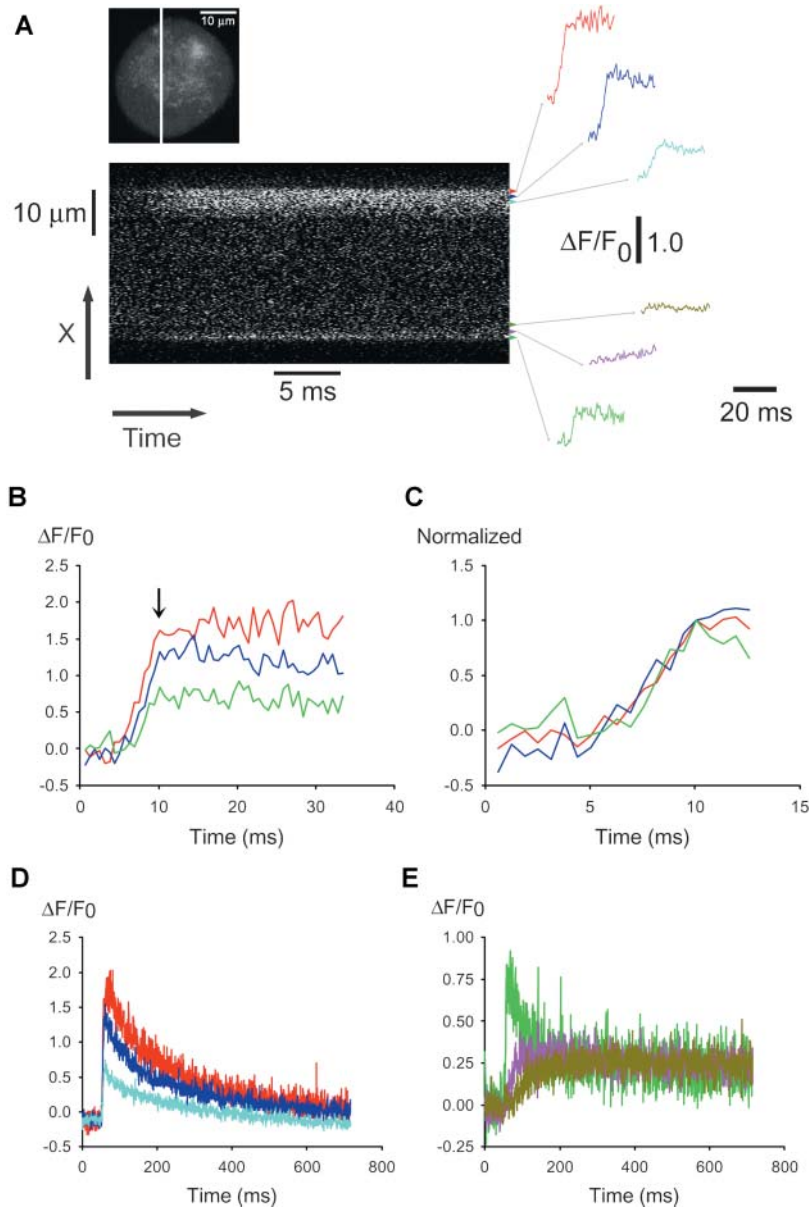 A
10 μm
10 μm
ΔF/F0 1.0
X
5 ms
20 ms
Time
B
C
ΔF/F0
Normalized
2.5
2.0
1.5
1.0
0.5
0.0
-0.5
0 10 20 30 40
Time (ms)
1.5
1.0
0.5
0.0
-0.5
0 5 10 15
Time (ms)
D
E
ΔF/F0
ΔF/F0
2.5
2.0
1.5
1.0
0.5
0.0
-0.5
0 200 400 600 800
Time (ms)
1.00
0.75
0.50
0.25
0.00
-0.25
0 200 400 600 800
Time (ms)